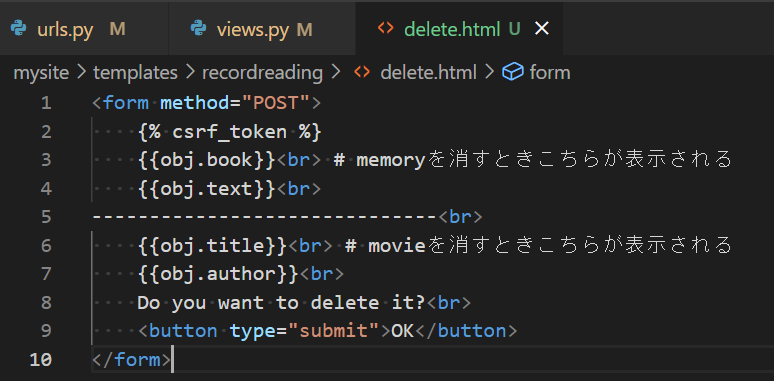 urls.py M views.py M delete.html U
mysite > templates > recordreading > delete.html > form
1 <form method="POST">
2 {% csrf_token %}
3 {{obj.book}}<br> # memoryを消すときこちらが表示される
4 {{obj.text}}<br>
5 ------------------------------<br>
6 {{obj.title}}<br> # movieを消すときこちらが表示される
7 {{obj.author}}<br>
8 Do you want to delete it?<br>
9 <button type="submit">OK</button>
10 </form>